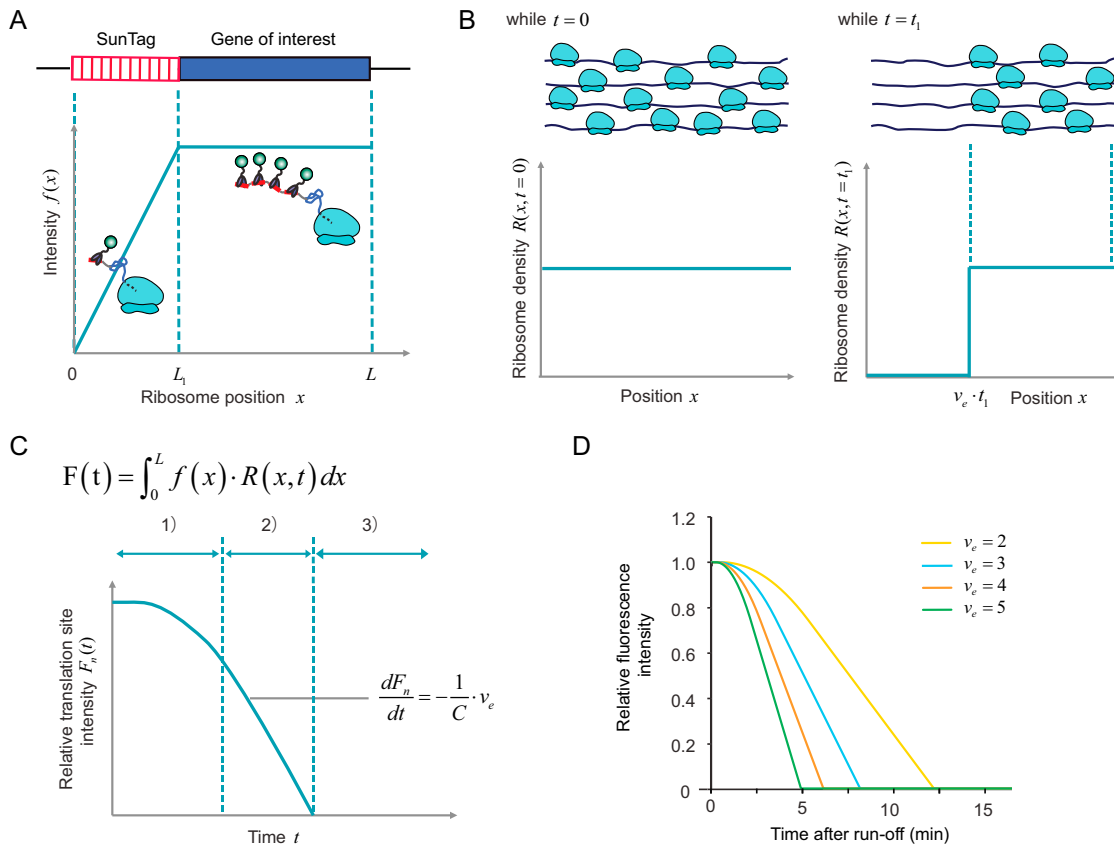 A
SunTag
Gene of interest
Intensity f(x)
0
L₁
L
Ribosome position x
B
while t = 0
while t = t₁
Ribosome density R(x, t = 0)
Position x
Ribosome density R(x, t = t₁)
vₑ · t₁
Position x
C
F(t) = ∫₀ᴸ f(x) · R(x,t) dx
1)
2)
3)
Relative translation site
intensity Fₙ(t)
dFₙ/dt = −1/C · vₑ
Time t
D
Relative fluorescence
intensity
1.2
1.0
0.8
0.6
0.4
0.2
0
0
5
10
15
Time after run-off (min)
vₑ = 2
vₑ = 3
vₑ = 4
vₑ = 5